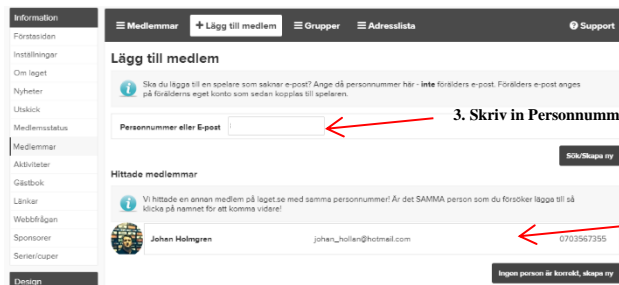 Information
Förstasidan
Inställningar
Om laget
Nyheter
Utskick
Medlemsstatus
Medlemmar
Aktiviteter
Gästbok
Länkar
Webbfrågan
Sponsorer
Serier/cuper
Design
Medlemmar + Lägg till medlem Grupper Adresslista Support
Lägg till medlem
Ska du lägga till en spelare som saknar e-post? Ange då personnummer här - inte förälders e-post. Förälders e-post anges
på förälderns eget konto som sedan kopplas till spelaren.
Personnummer eller E-post
3. Skriv in Personnumm
Sök/Skapa ny
Hittade medlemmar
Vi hittade en annan medlem på laget.se med samma personnummer! Är det SAMMA person som du försöker lägga till så
klicka på namnet för att komma vidare!
Johan Holmgren johan_hollan@hotmail.com 0703567355
Ingen person är korrekt, skapa ny